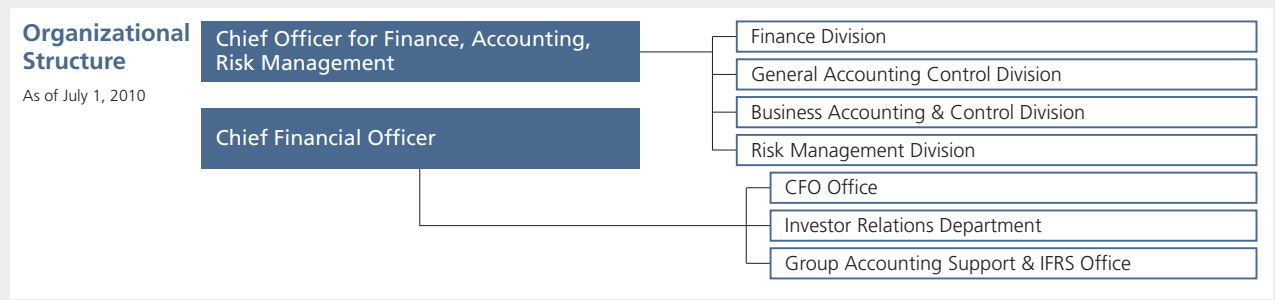 Organizational
Structure
As of July 1, 2010
Chief Officer for Finance, Accounting,
Risk Management
Chief Financial Officer
Finance Division
General Accounting Control Division
Business Accounting & Control Division
Risk Management Division
CFO Office
Investor Relations Department
Group Accounting Support & IFRS Office